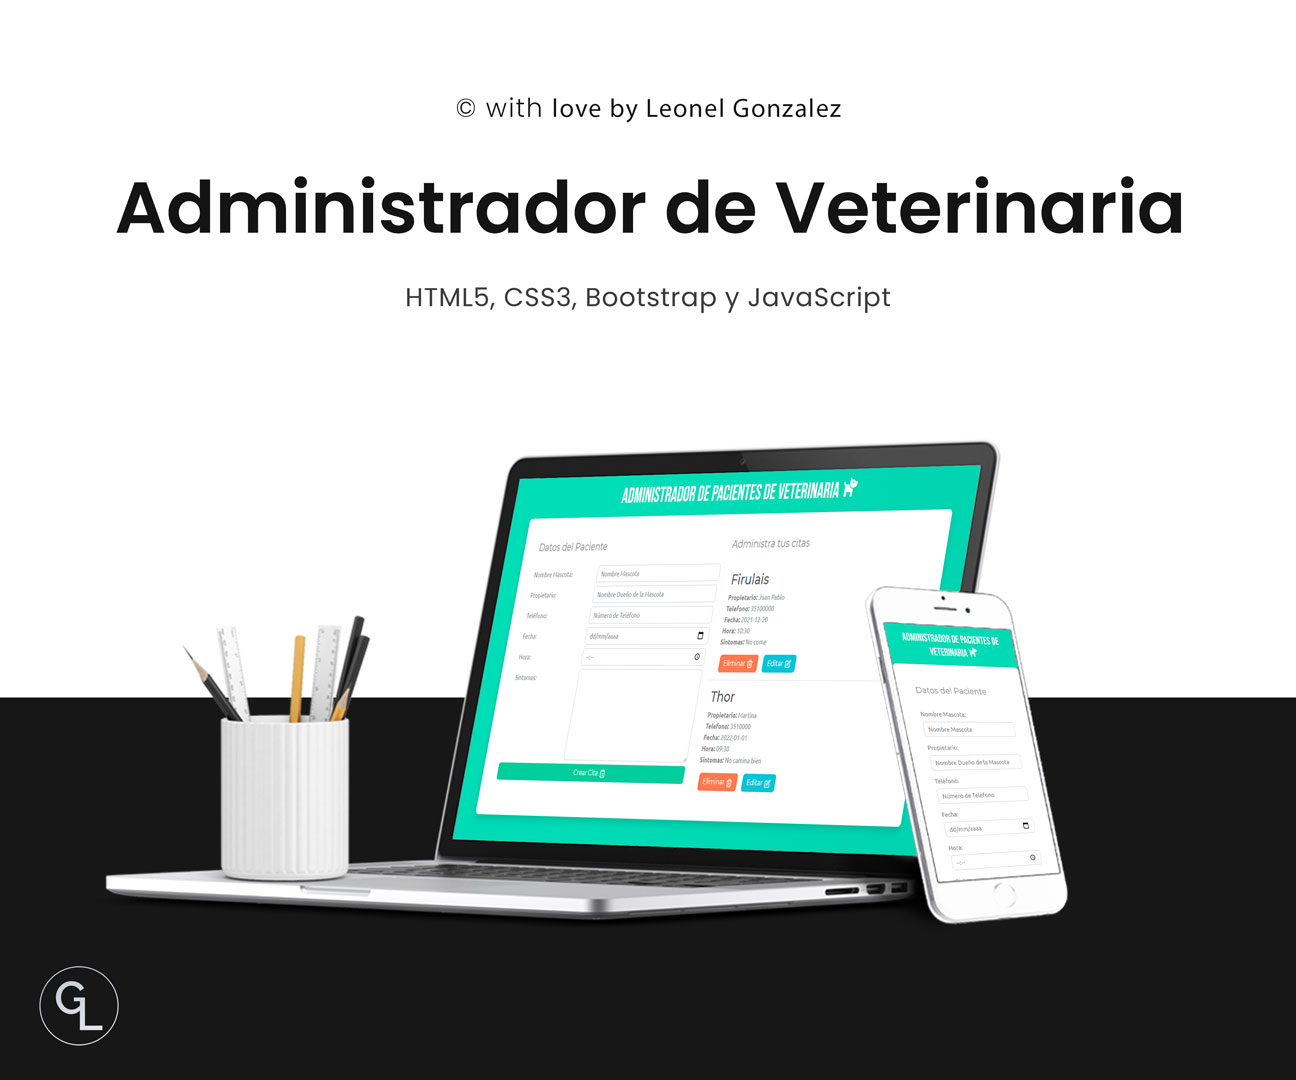 © with love by Leonel Gonzalez
Administrador de Veterinaria
HTML5, CSS3, Bootstrap y JavaScript
ADMINISTRADOR DE PACIENTES DE VETERINARIA
Datos del Paciente
Nombre Mascota:
Nombre Mascota
Propietario:
Nombre Dueño de la Mascota
Teléfono:
Número de Teléfono
Fecha:
dd/mm/aaaa
Hora:
--:--
Sintomas:
Crear Cita
Administra tus citas
Firulais
Propietario: Juan Pablo
Telefono: 35100000
Fecha: 2021-12-20
Hora: 10:30
Sintomas: No come
Eliminar
Editar
Thor
Propietario: Martina
Telefono: 3510000
Fecha: 2022-01-01
Hora: 09:30
Sintomas: No camina bien
Eliminar
Editar
ADMINISTRADOR DE PACIENTES DE
VETERINARIA
Datos del Paciente
Nombre Mascota:
Nombre Mascota
Propietario:
Nombre Dueño de la Mascota
Teléfono:
Número de Teléfono
Fecha:
dd/mm/aaaa
Hora:
--:--
GL